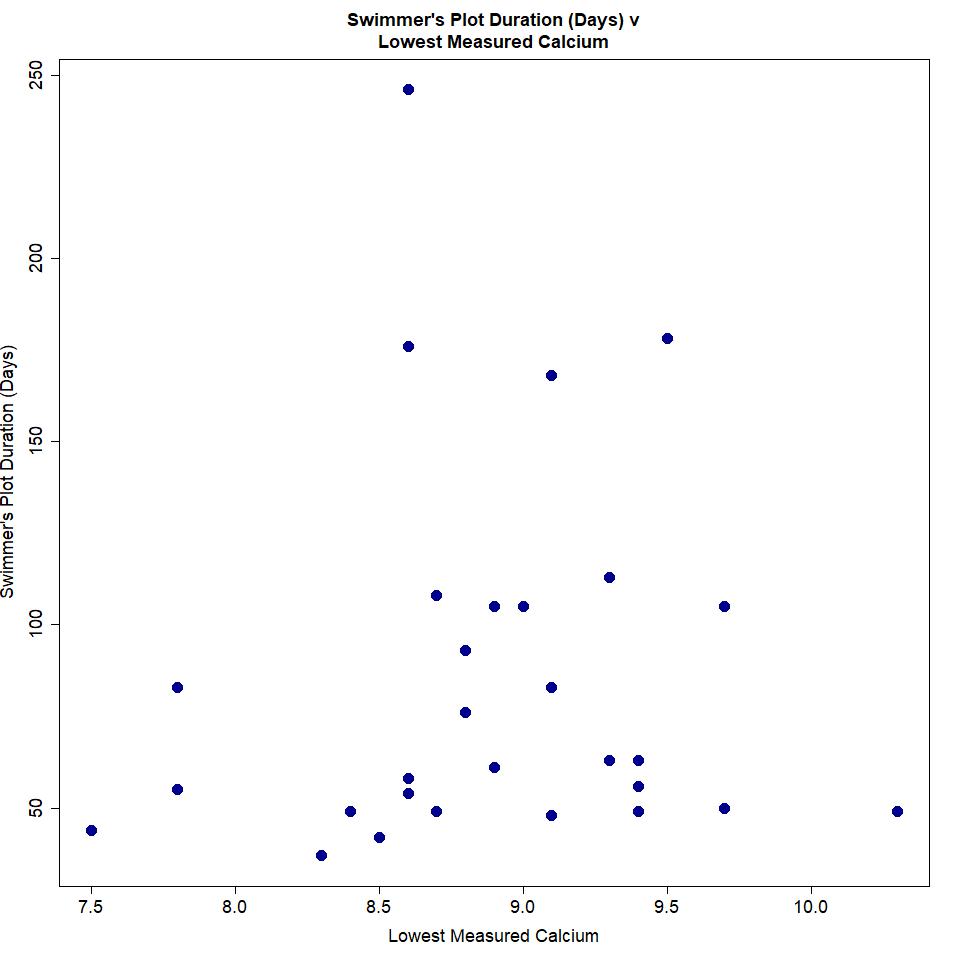 Swimmer's Plot Duration (Days) v
Lowest Measured Calcium
Swimmer's Plot Duration (Days)
250
200
150
100
50
7.5 8.0 8.5 9.0 9.5 10.0
Lowest Measured Calcium